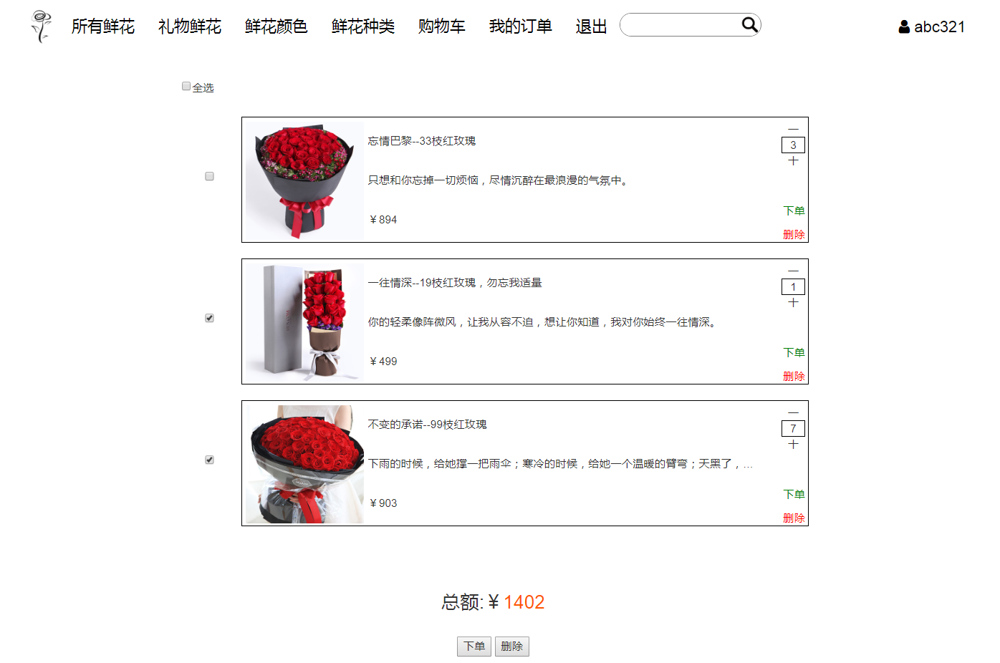 所有鲜花 礼物鲜花 鲜花颜色 鲜花种类 购物车 我的订单 退出 abc321
全选
忘情巴黎--33枝红玫瑰
只想和你忘掉一切烦恼，尽情沉醉在最浪漫的气氛中。
¥ 894
—
3
十
下单
删除
一往情深--19枝红玫瑰，勿忘我适量
你的轻柔像阵微风，让我从容不迫，想让你知道，我对你始终一往情深。
¥ 499
—
1
十
下单
删除
不变的承诺--99枝红玫瑰
下雨的时候，给她撑一把雨伞；寒冷的时候，给她一个温暖的臂弯；天黑了，...
¥ 903
—
7
十
下单
删除
总额: ¥ 1402
下单 删除